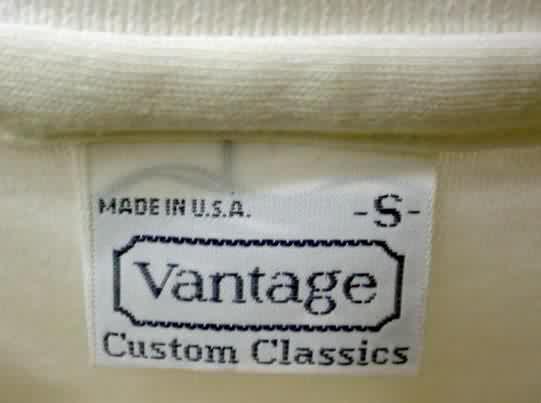 MADE IN U.S.A. -S-
Vantage
Custom Classics